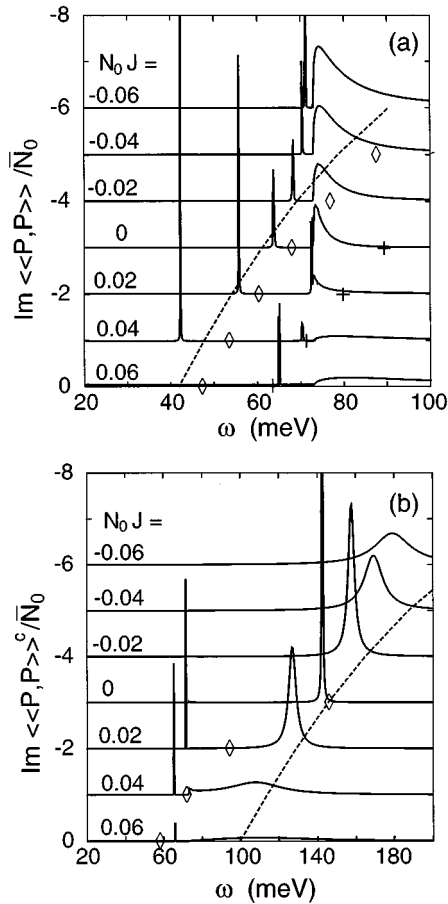 -8
(a)
N₀ J =
-0.06
-6
-0.04
-0.02
-4
0
0.02
-2
0.04
0.06
0
20 40 60 80 100
ω (meV)
Im <<P,P>> /N̄₀
-8
(b)
N₀ J =
-0.06
-6
-0.04
-0.02
-4
0
0.02
-2
0.04
0.06
0
20 60 100 140 180
ω (meV)
Im <<P,P>>ᶜ/N̄₀